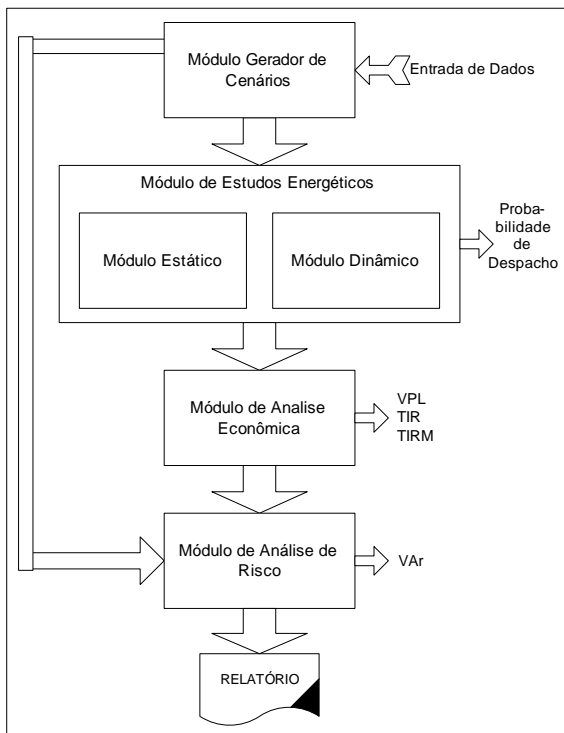 Módulo Gerador de
Cenários
Entrada de Dados
Módulo de Estudos Energéticos
Módulo Estático
Módulo Dinâmico
Proba-
bilidade
de
Despacho
Módulo de Analise
Econômica
VPL
TIR
TIRM
Módulo de Análise de
Risco
VAr
RELATÓRIO